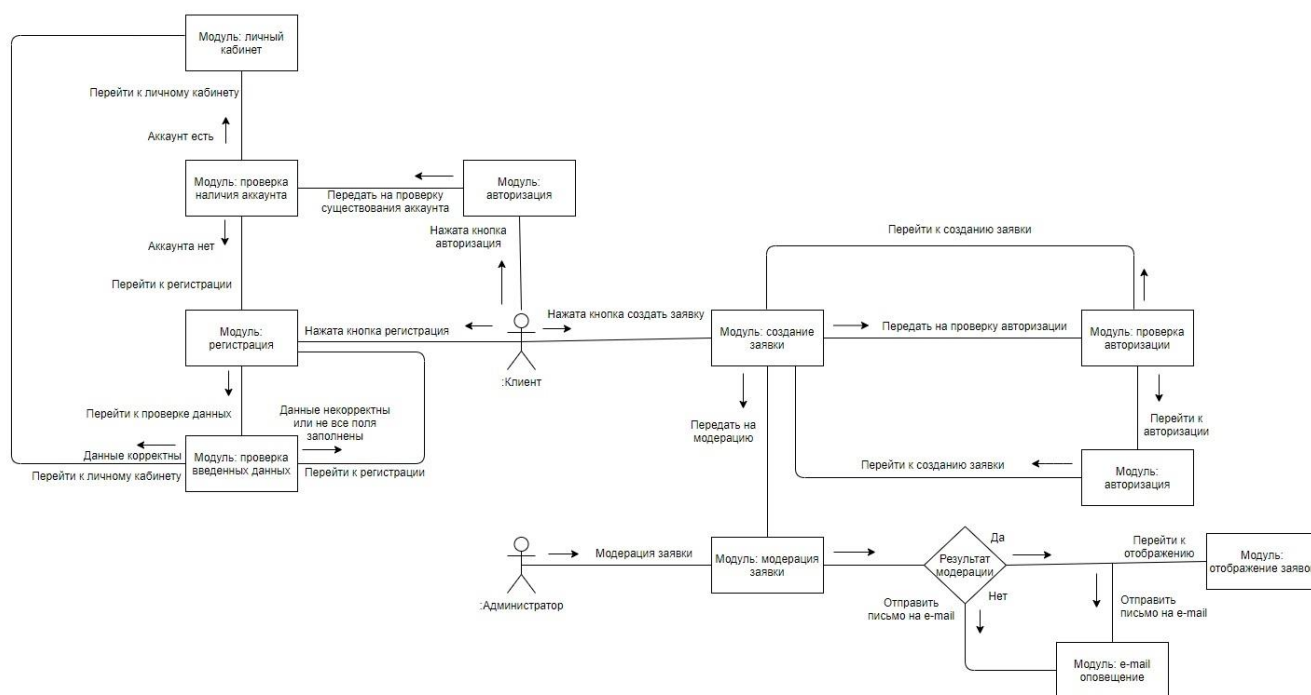 Модуль: личный
кабинет
Перейти к личному кабинету
Аккаунт есть
Модуль: проверка
наличия аккаунта
Передать на проверку
существования аккаунта
Модуль:
авторизация
Аккаунта нет
Нажата кнопка
авторизация
Перейти к регистрации
Модуль:
регистрация
Нажата кнопка регистрация
:Клиент
Нажата кнопка создать заявку
Перейти к проверке данных
Данные некорректны
или не все поля
заполнены
Данные корректны
Перейти к личному кабинету
Модуль: проверка
введенных данных
Перейти к регистрации
Перейти к созданию заявки
Модуль: создание
заявки
Передать на проверку авторизации
Модуль: проверка
авторизации
Передать на
модерацию
Перейти к
авторизации
Перейти к созданию заявки
Модуль:
авторизация
:Администратор
Модерация заявки
Модуль: модерация
заявки
Результат
модерации
Да
Перейти к
отображению
Модуль:
отображение заявок
Нет
Отправить
письмо на e-mail
Отправить
письмо на e-mail
Модуль: e-mail
оповещение